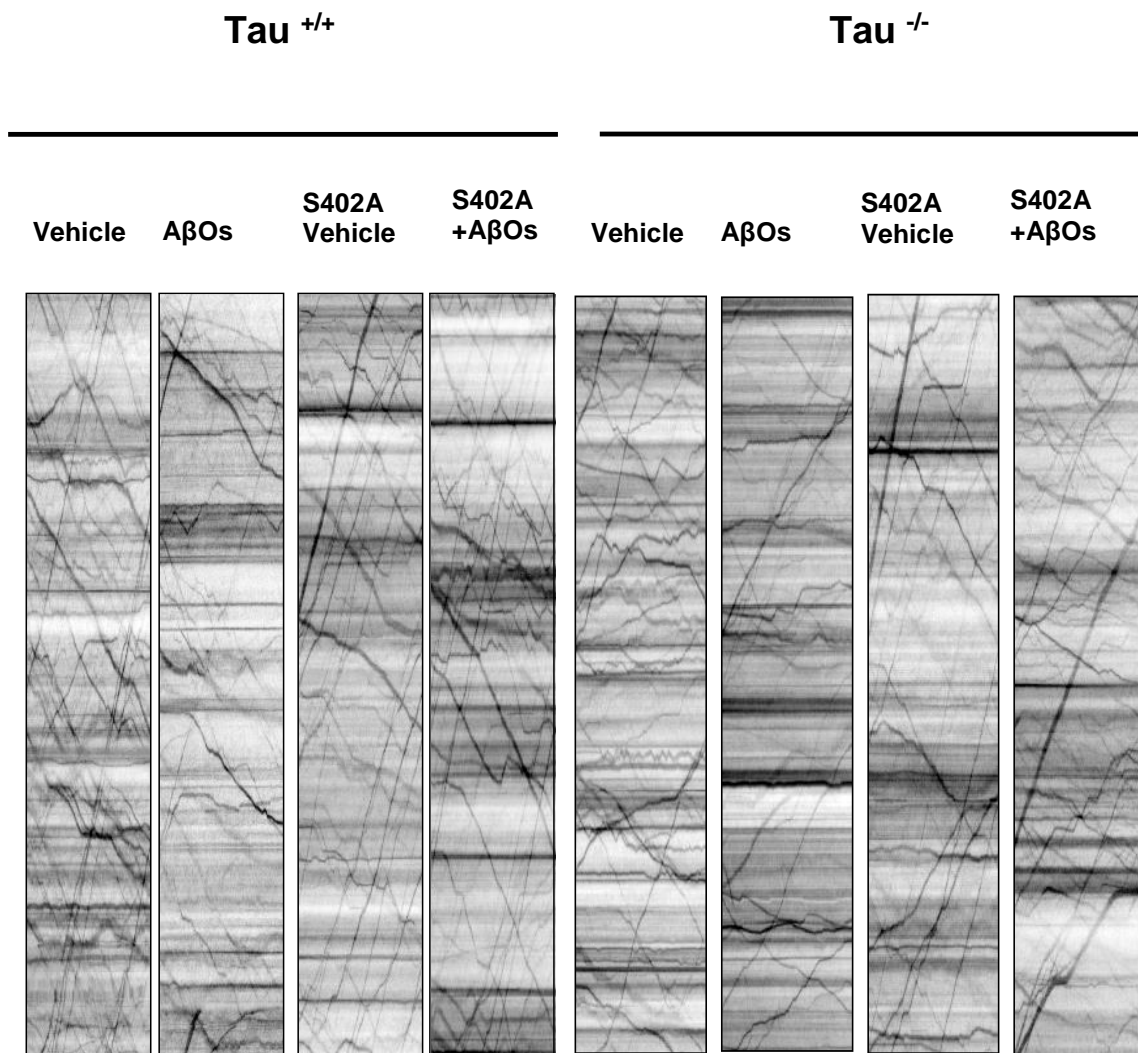 Tau +/+
Tau -/-
Vehicle
AβOs
S402A
Vehicle
S402A
+AβOs
Vehicle
AβOs
S402A
Vehicle
S402A
+AβOs